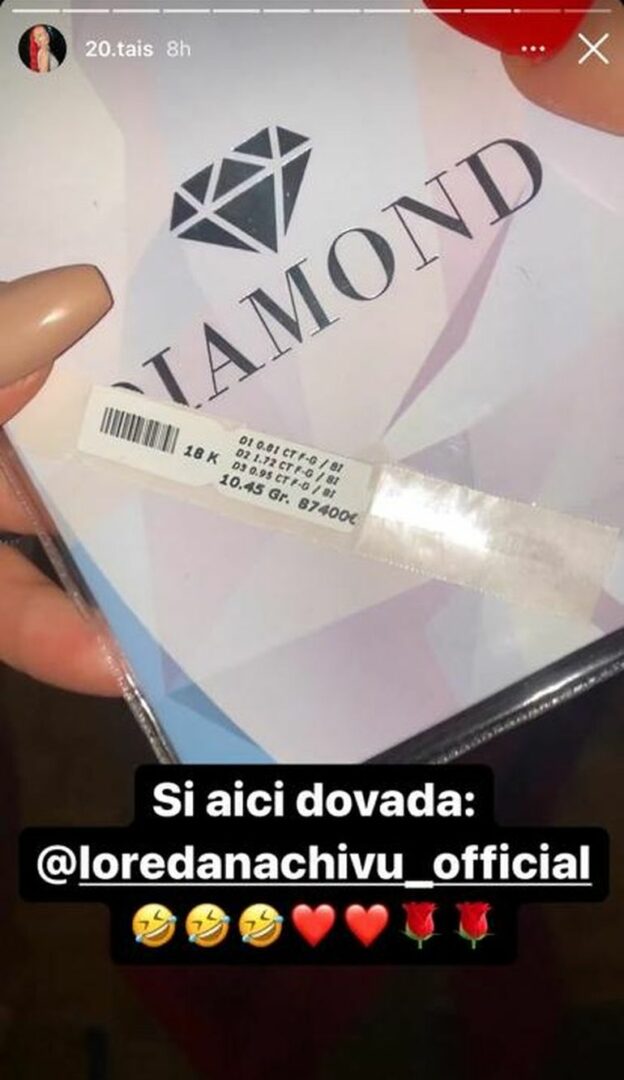 20.tais 8h
DIAMOND
18 K
D1 0.81 CT F-G / SI
D2 1.72 CT F-G / SI
D3 0.95 CT F-G / SI
10.45 Gr. 87400€
Si aici dovada:
@loredanachivu_official
🤣🤣🤣❤️❤️🌹🌹